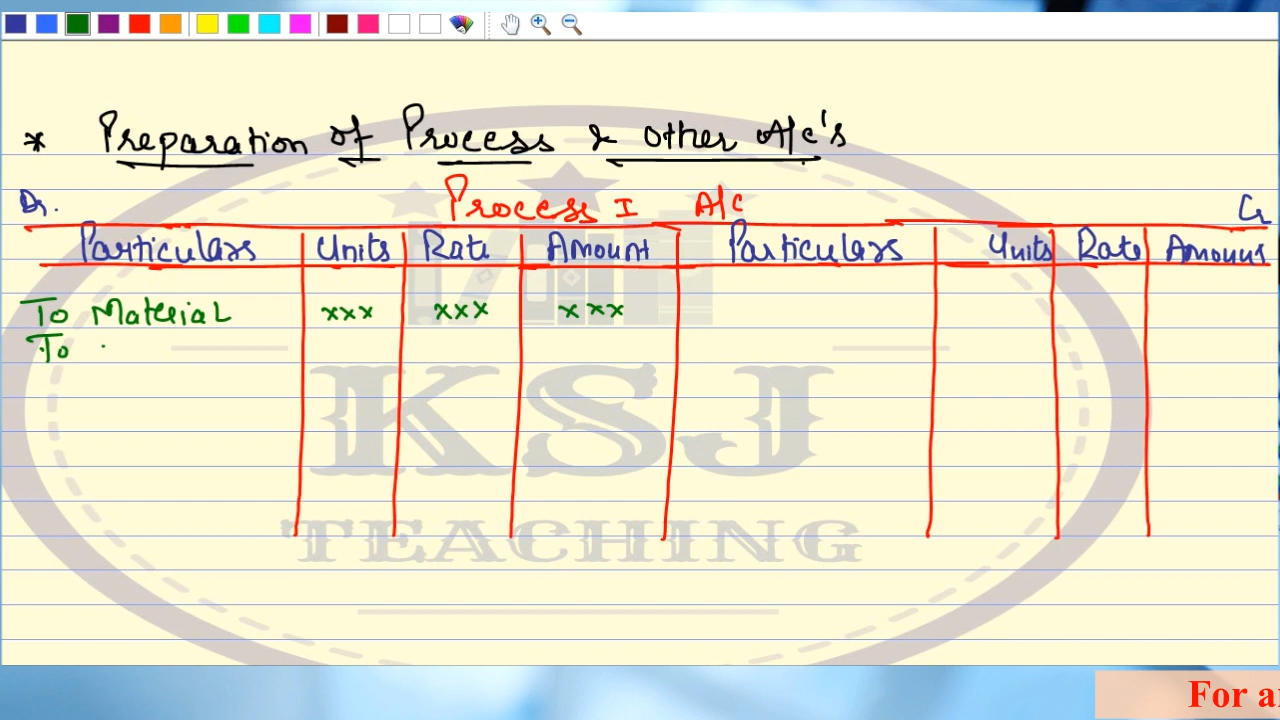 * Preparation of Process & other A/c's
Dr. Process I A/c Cr
Particulars Units Rate Amount Particulars Units Rate Amount
To Material xxx xxx xxx
To
KSJ
TEACHING
For